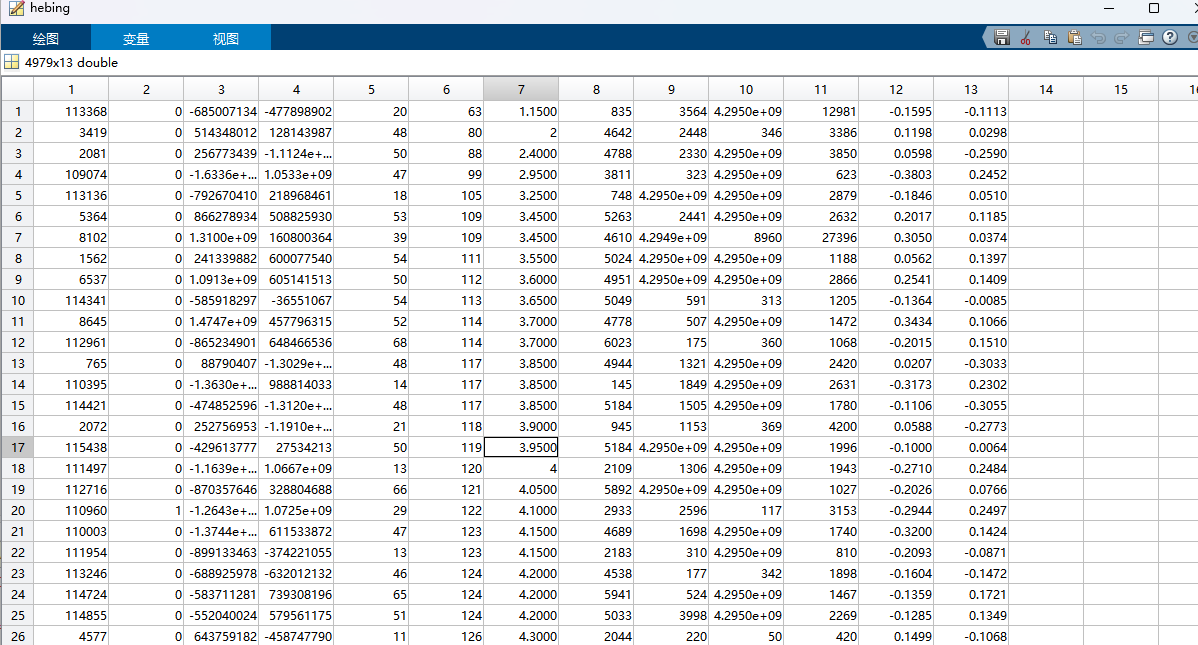 hebing
绘图 变量 视图
4979x13 double
1 2 3 4 5 6 7 8 9 10 11 12 13 14 15 16
1 113368 0 -685007134 -477898902 20 63 1.1500 835 3564 4.2950e+09 12981 -0.1595 -0.1113
2 3419 0 514348012 128143987 48 80 2 4642 2448 346 3386 0.1198 0.0298
3 2081 0 256773439 -1.1124e+... 50 88 2.4000 4788 2330 4.2950e+09 3850 0.0598 -0.2590
4 109074 0 -1.6336e+... 1.0533e+09 47 99 2.9500 3811 323 4.2950e+09 623 -0.3803 0.2452
5 113136 0 -792670410 218968461 18 105 3.2500 748 4.2950e+09 4.2950e+09 2879 -0.1846 0.0510
6 5364 0 866278934 508825930 53 109 3.4500 5263 2441 4.2950e+09 2632 0.2017 0.1185
7 8102 0 1.3100e+09 160800364 39 109 3.4500 4610 4.2949e+09 8960 27396 0.3050 0.0374
8 1562 0 241339882 600077540 54 111 3.5500 5024 4.2950e+09 4.2950e+09 1188 0.0562 0.1397
9 6537 0 1.0913e+09 605141513 50 112 3.6000 4951 4.2950e+09 4.2950e+09 2866 0.2541 0.1409
10 114341 0 -585918297 -36551067 54 113 3.6500 5049 591 313 1205 -0.1364 -0.0085
11 8645 0 1.4747e+09 457796315 52 114 3.7000 4778 507 4.2950e+09 1472 0.3434 0.1066
12 112961 0 -865234901 648466536 68 114 3.7000 6023 175 360 1068 -0.2015 0.1510
13 765 0 88790407 -1.3029e+... 48 117 3.8500 4944 1321 4.2950e+09 2420 0.0207 -0.3033
14 110395 0 -1.3630e+... 988814033 14 117 3.8500 145 1849 4.2950e+09 2631 -0.3173 0.2302
15 114421 0 -474852596 -1.3120e+... 48 117 3.8500 5184 1505 4.2950e+09 1780 -0.1106 -0.3055
16 2072 0 252756953 -1.1910e+... 21 118 3.9000 945 1153 369 4200 0.0588 -0.2773
17 115438 0 -429613777 27534213 50 119 3.9500 5184 4.2950e+09 4.2950e+09 1996 -0.1000 0.0064
18 111497 0 -1.1639e+... 1.0667e+09 13 120 4 2109 1306 4.2950e+09 1943 -0.2710 0.2484
19 112716 0 -870357646 328804688 66 121 4.0500 5892 4.2950e+09 4.2950e+09 1027 -0.2026 0.0766
20 110960 1 -1.2643e+... 1.0725e+09 29 122 4.1000 2933 2596 117 3153 -0.2944 0.2497
21 110003 0 -1.3744e+... 611533872 47 123 4.1500 4689 1698 4.2950e+09 1740 -0.3200 0.1424
22 111954 0 -899133463 -374221055 13 123 4.1500 2183 310 4.2950e+09 810 -0.2093 -0.0871
23 113246 0 -688925978 -632012132 46 124 4.2000 4538 177 342 1898 -0.1604 -0.1472
24 114724 0 -583711281 739308196 65 124 4.2000 5941 524 4.2950e+09 1467 -0.1359 0.1721
25 114855 0 -552040024 579561175 51 124 4.2000 5033 3998 4.2950e+09 2269 -0.1285 0.1349
26 4577 0 643759182 -458747790 11 126 4.3000 2044 220 50 420 0.1499 -0.1068